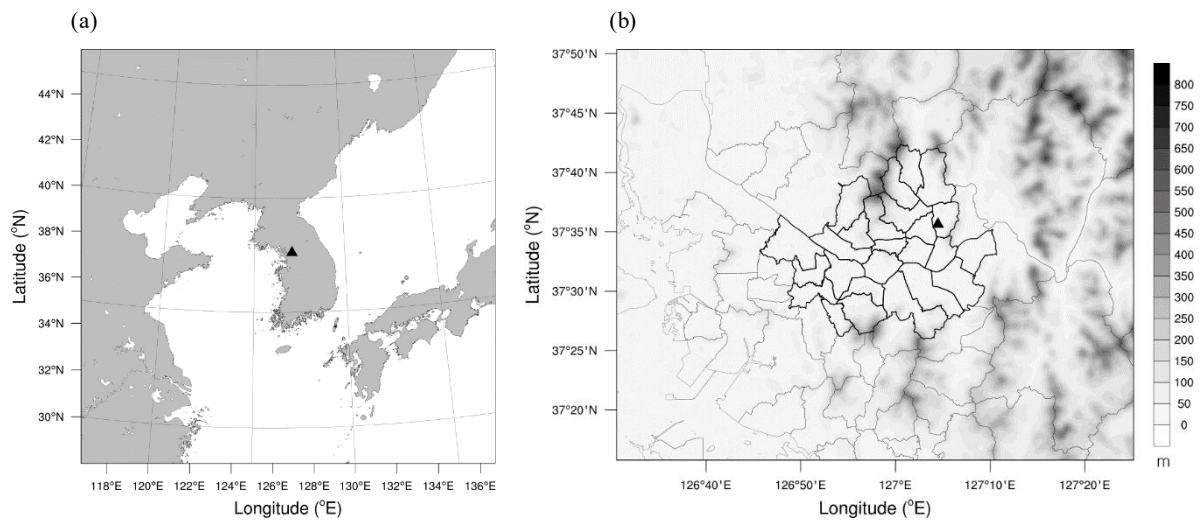 (a)
(b)
44°N
42°N
40°N
38°N
36°N
34°N
32°N
30°N
Latitude (°N)
118°E 120°E 122°E 124°E 126°E 128°E 130°E 132°E 134°E 136°E
Longitude (°E)
37°50'N
37°45'N
37°40'N
37°35'N
37°30'N
37°25'N
37°20'N
Latitude (°N)
126°40'E 126°50'E 127°E 127°10'E 127°20'E
Longitude (°E)
800
750
700
650
600
550
500
450
400
350
300
250
200
150
100
50
0
m